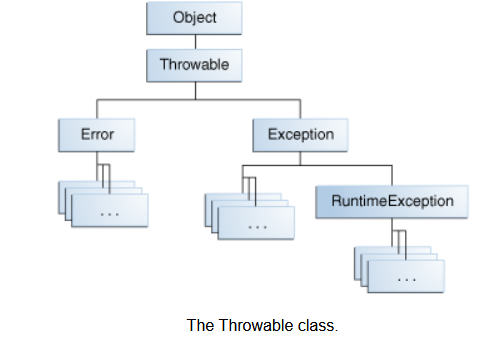 Object
Throwable
Error
Exception
...
...
RuntimeException
...
The Throwable class.